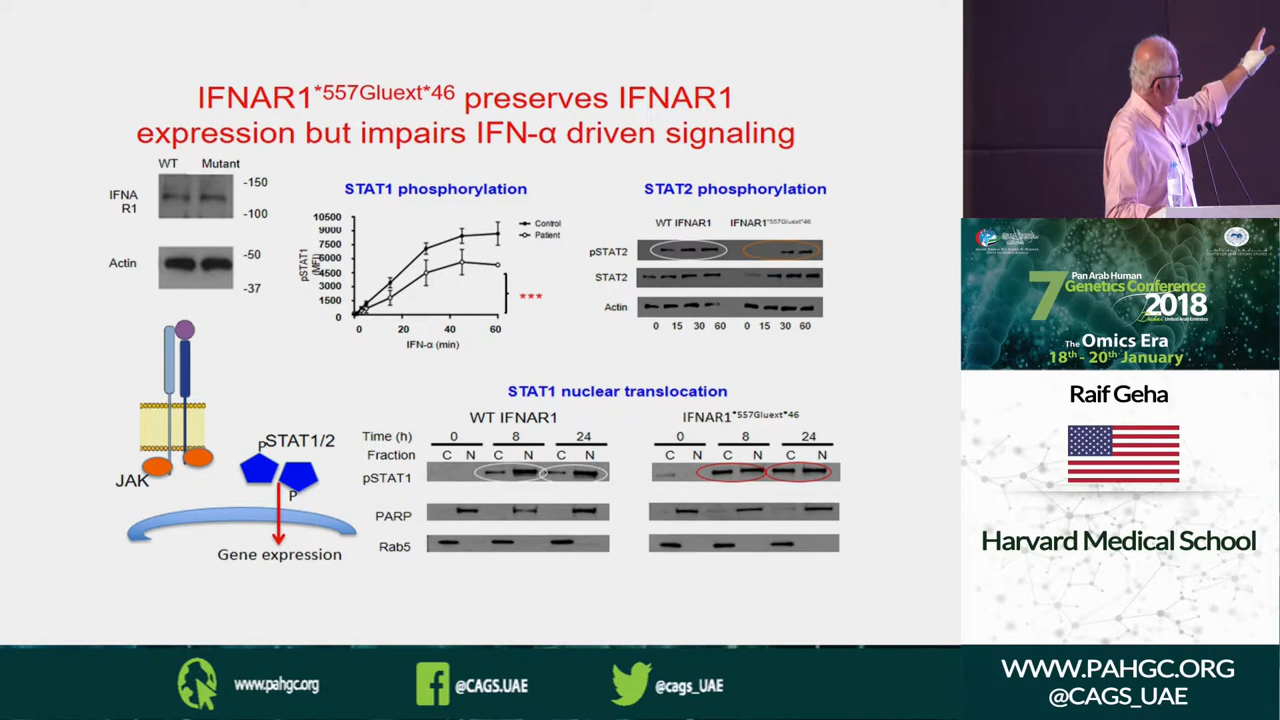 IFNAR1*557Gluext*46 preserves IFNAR1
expression but impairs IFN-α driven signaling
WT Mutant
IFNA
R1
-150
-100
Actin
-50
-37
STAT1 phosphorylation
10500
9000
7500
6000
4500
3000
1500
0
pSTAT1
(MFI)
Control
Patient
***
0 20 40 60
IFN-α (min)
STAT2 phosphorylation
WT IFNAR1 IFNAR1*557Gluext*46
pSTAT2
STAT2
Actin
0 15 30 60 0 15 30 60
JAK
P
STAT1/2
P
Gene expression
STAT1 nuclear translocation
WT IFNAR1 IFNAR1*557Gluext*46
Time (h) 0 8 24 0 8 24
Fraction C N C N C N C N C N C N
pSTAT1
PARP
Rab5
7
Pan Arab Human
Genetics Conference
2018
Dubai United Arab Emirates
The Omics Era
18th - 20th January
Raif Geha
Harvard Medical School
WWW.PAHGC.ORG
@CAGS_UAE
www.pahgc.org
@CAGS.UAE
@cags_UAE